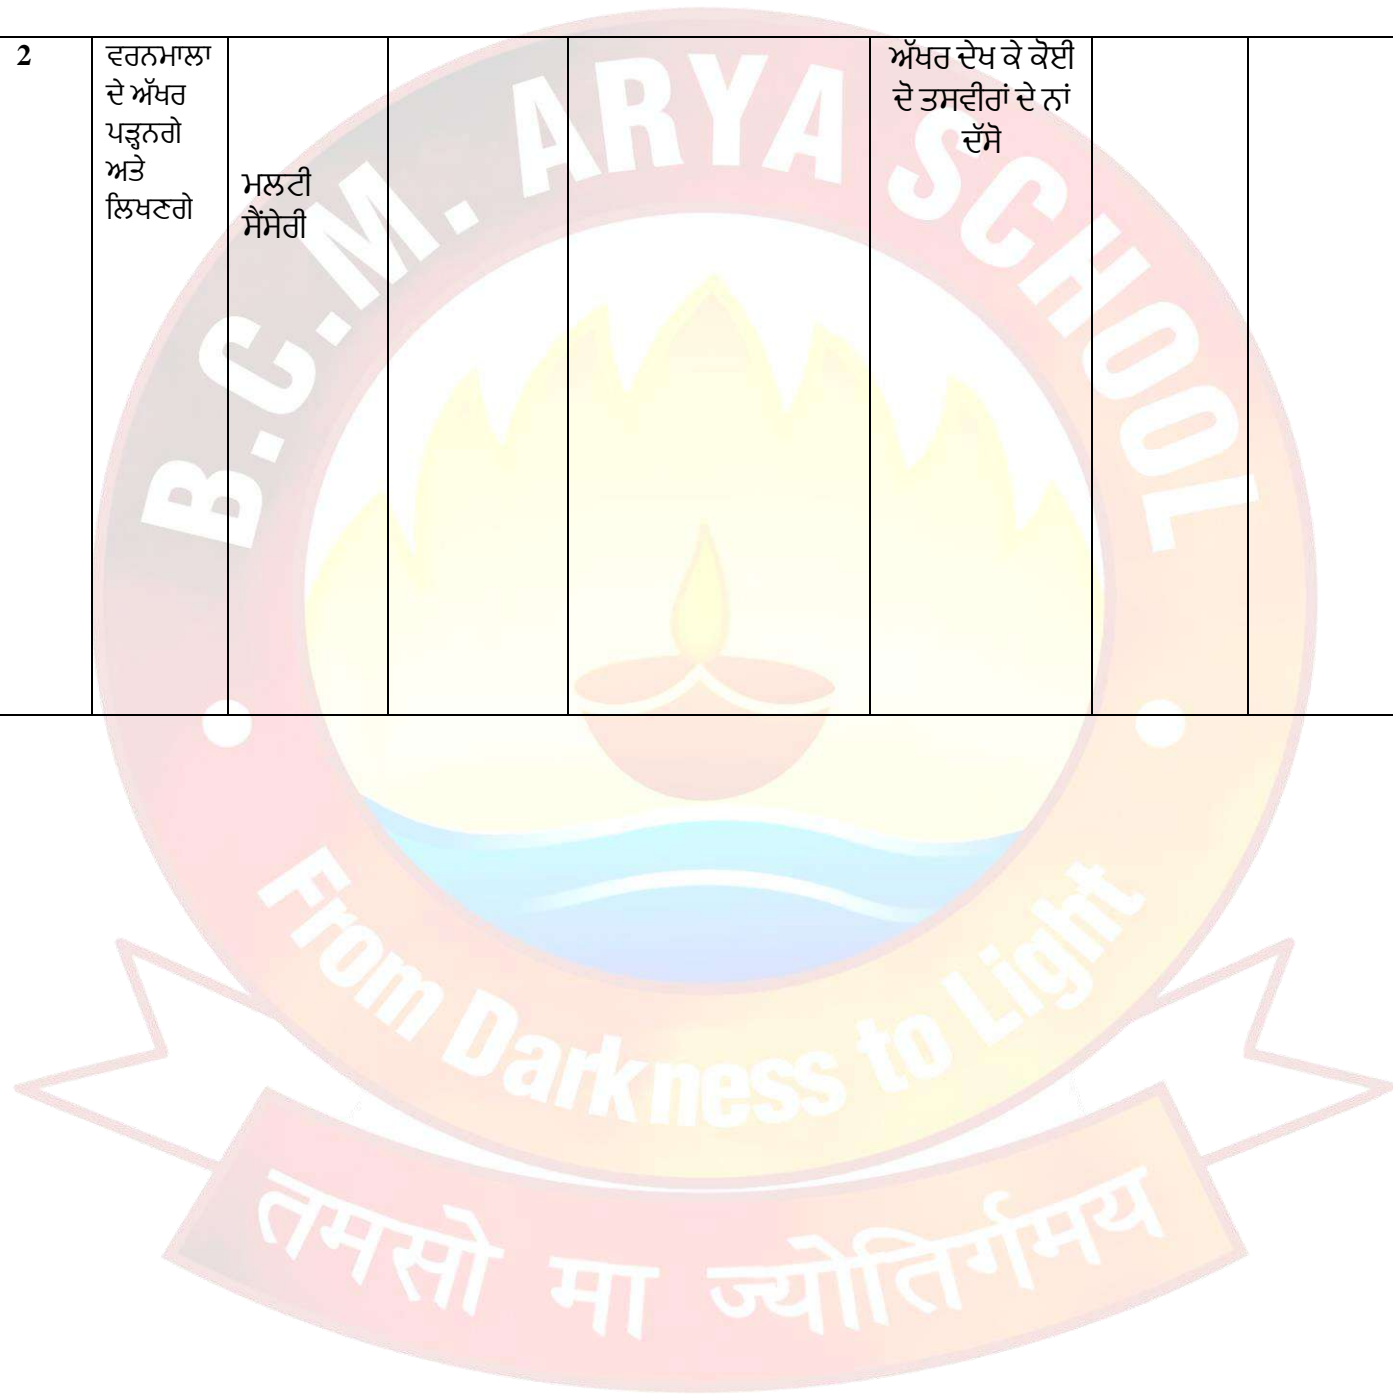 2
ਵਰਨਮਾਲਾ
ਦੇ ਅੱਖਰ
ਪੜ੍ਹਨਗੇ
ਅਤੇ
ਲਿਖਣਗੇ
ਮਲਟੀ
ਸੈਂਸੇਰੀ
ਅੱਖਰ ਦੇਖ ਕੇ ਕੋਈ
ਦੋ ਤਸਵੀਰਾਂ ਦੇ ਨਾਂ
ਦੱਸੋ
B.C.M. ARYA SCHOOL
From Darkness to Light
तमसो मा ज्योतिर्गमय